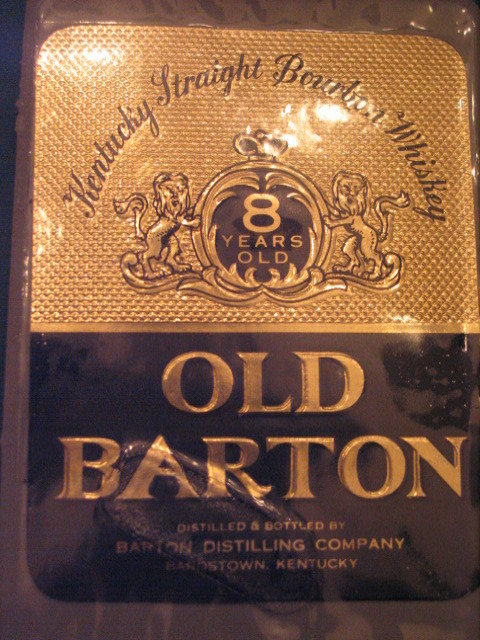 Kentucky Straight Bourbon Whiskey
8
YEARS
OLD
OLD
BARTON
DISTILLED & BOTTLED BY
BARTON DISTILLING COMPANY
BARDSTOWN, KENTUCKY